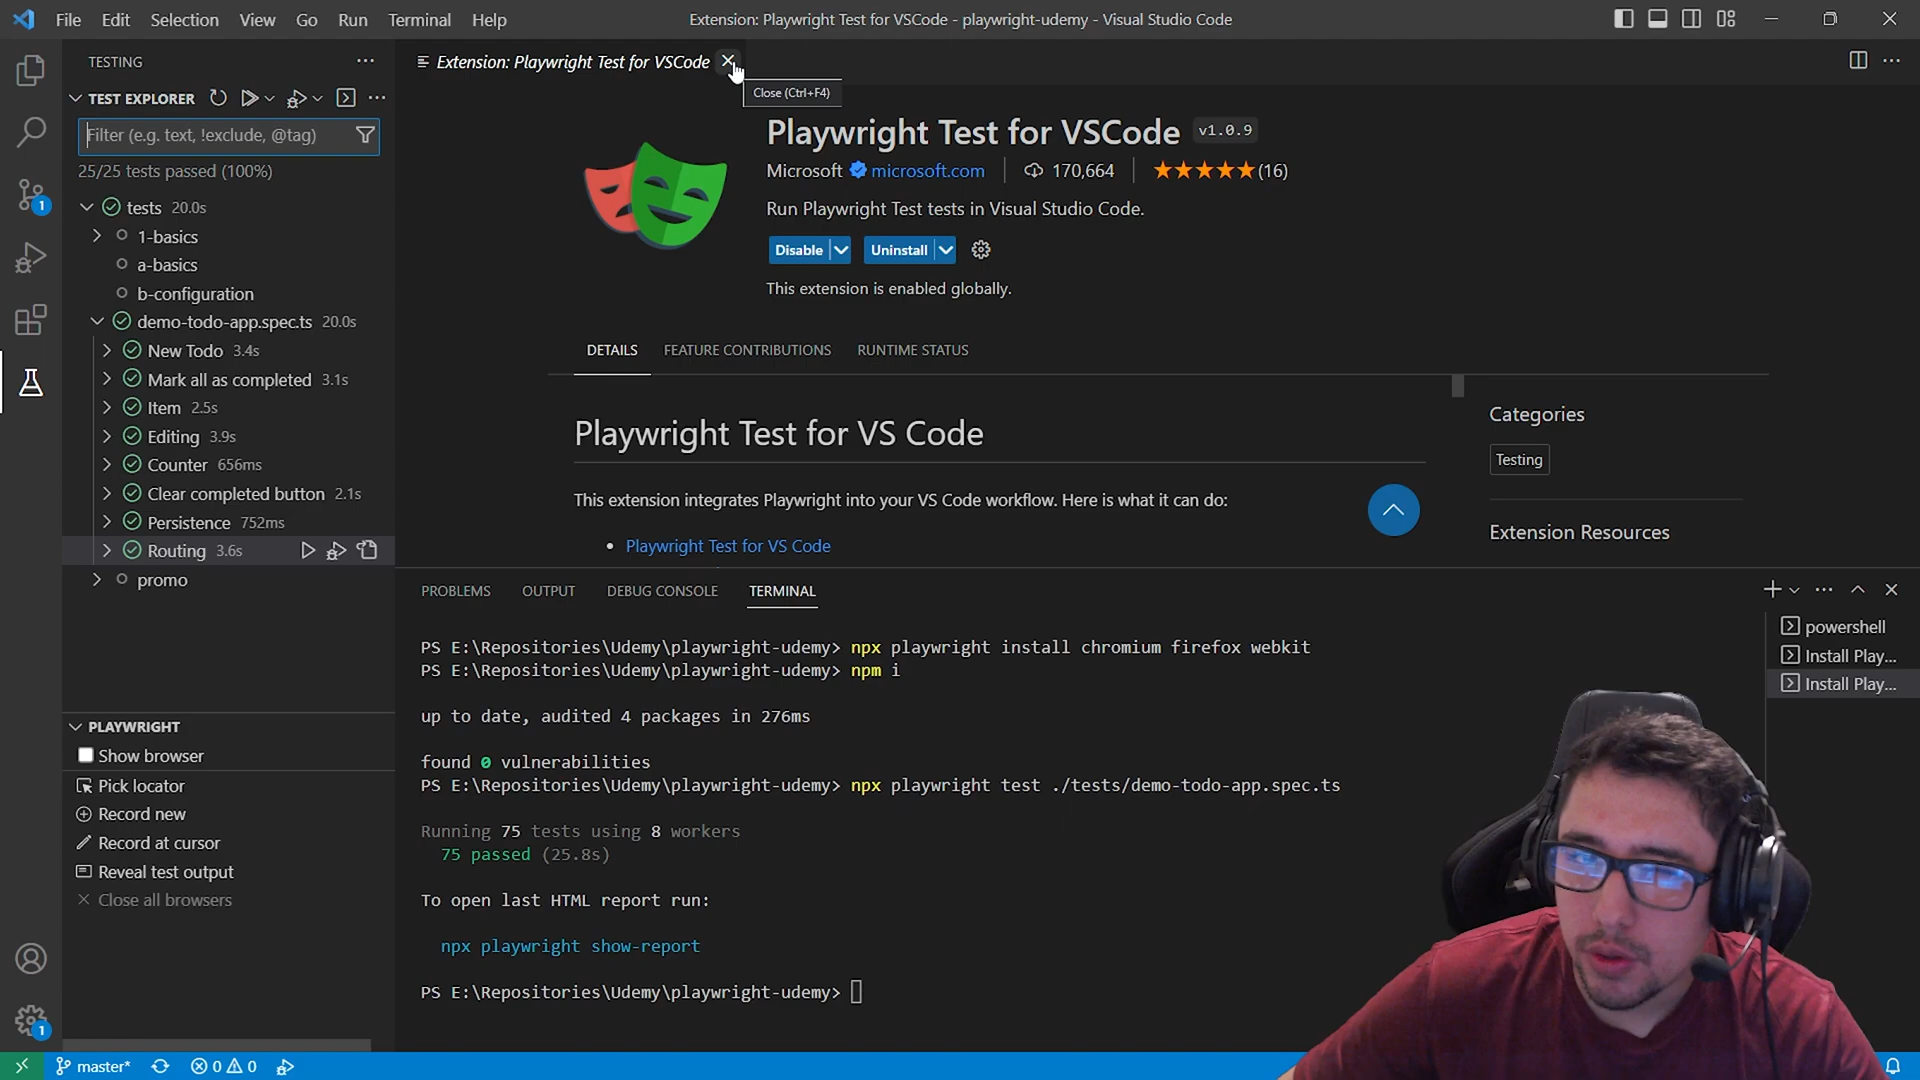 File Edit Selection View Go Run Terminal Help
Extension: Playwright Test for VSCode - playwright-udemy - Visual Studio Code
TESTING
TEST EXPLORER
Filter (e.g. text, !exclude, @tag)
25/25 tests passed (100%)
tests 20.0s
1-basics
a-basics
b-configuration
demo-todo-app.spec.ts 20.0s
New Todo 3.4s
Mark all as completed 3.1s
Item 2.5s
Editing 3.9s
Counter 656ms
Clear completed button 2.1s
Persistence 752ms
Routing 3.6s
promo
PLAYWRIGHT
Show browser
Pick locator
Record new
Record at cursor
Reveal test output
Close all browsers
Extension: Playwright Test for VSCode
Close (Ctrl+F4)
Playwright Test for VSCode v1.0.9
Microsoft microsoft.com 170,664 (16)
Run Playwright Test tests in Visual Studio Code.
Disable Uninstall
This extension is enabled globally.
DETAILS FEATURE CONTRIBUTIONS RUNTIME STATUS
Playwright Test for VS Code
This extension integrates Playwright into your VS Code workflow. Here is what it can do:
• Playwright Test for VS Code
Categories
Testing
Extension Resources
PROBLEMS OUTPUT DEBUG CONSOLE TERMINAL
PS E:\Repositories\Udemy\playwright-udemy> npx playwright install chromium firefox webkit
PS E:\Repositories\Udemy\playwright-udemy> npm i
up to date, audited 4 packages in 276ms
found 0 vulnerabilities
PS E:\Repositories\Udemy\playwright-udemy> npx playwright test ./tests/demo-todo-app.spec.ts
Running 75 tests using 8 workers
75 passed (25.8s)
To open last HTML report run:
npx playwright show-report
PS E:\Repositories\Udemy\playwright-udemy>
powershell
Install Play...
Install Play...
1
1
master* 0 0